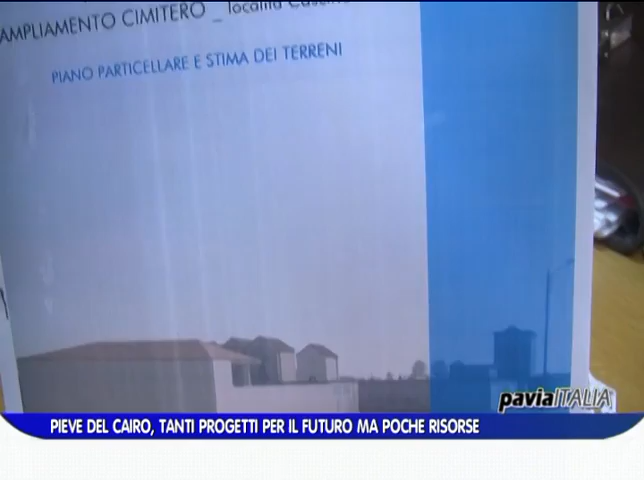 AMPLIAMENTO CIMITERO _ località
PIANO PARTICELLARE E STIMA DEI TERRENI
paviaITALIA
PIEVE DEL CAIRO, TANTI PROGETTI PER IL FUTURO MA POCHE RISORSE